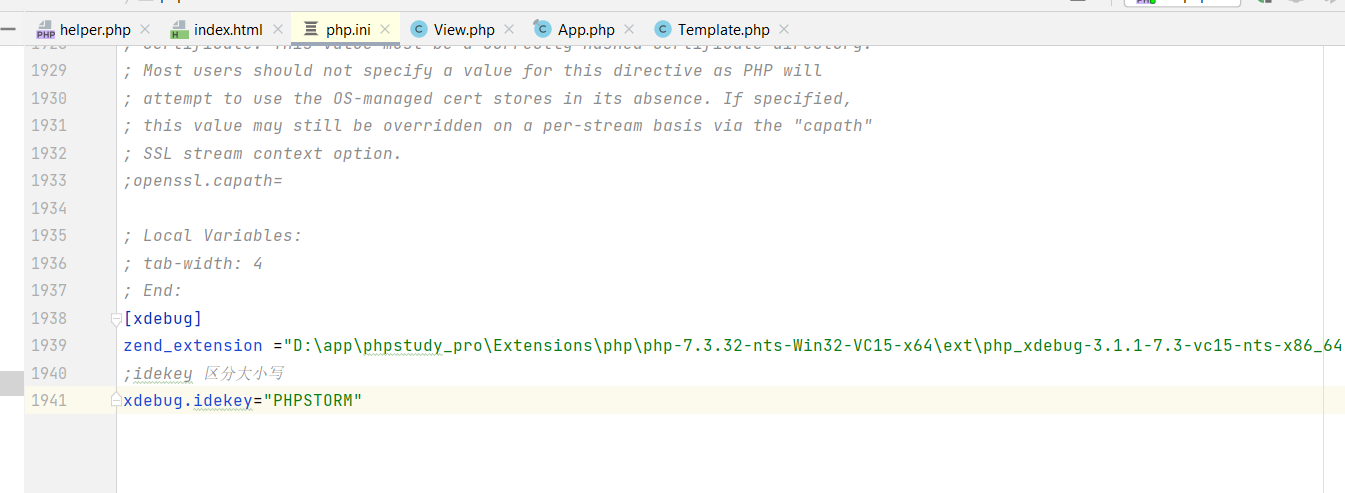 helper.php
index.html
php.ini
View.php
App.php
Template.php
1929 ; Most users should not specify a value for this directive as PHP will
1930 ; attempt to use the OS-managed cert stores in its absence. If specified,
1931 ; this value may still be overridden on a per-stream basis via the "capath"
1932 ; SSL stream context option.
1933 ;openssl.capath=
1934
1935 ; Local Variables:
1936 ; tab-width: 4
1937 ; End:
1938 [xdebug]
1939 zend_extension ="D:\app\phpstudy_pro\Extensions\php\php-7.3.32-nts-Win32-VC15-x64\ext\php_xdebug-3.1.1-7.3-vc15-nts-x86_64
1940 ;idekey 区分大小写
1941 xdebug.idekey="PHPSTORM"